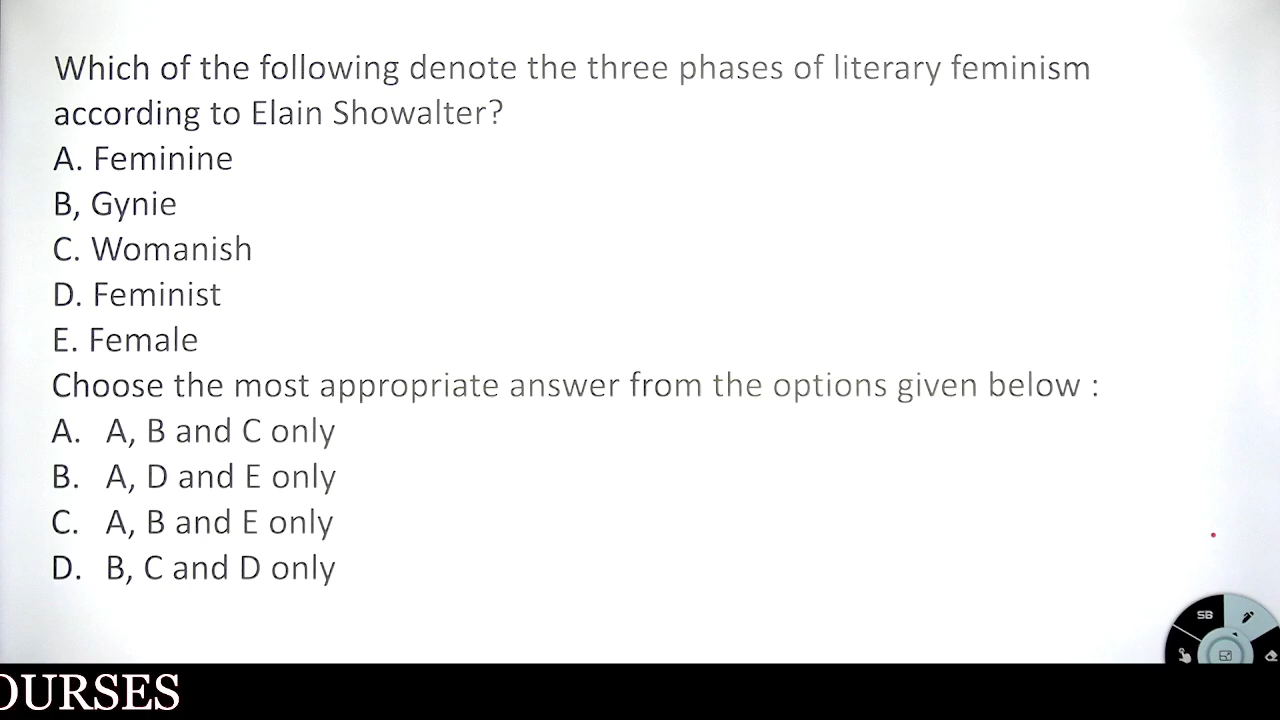 Which of the following denote the three phases of literary feminism
according to Elain Showalter?
A. Feminine
B, Gynie
C. Womanish
D. Feminist
E. Female
Choose the most appropriate answer from the options given below :
A. A, B and C only
B. A, D and E only
C. A, B and E only
D. B, C and D only
SB
OURSES